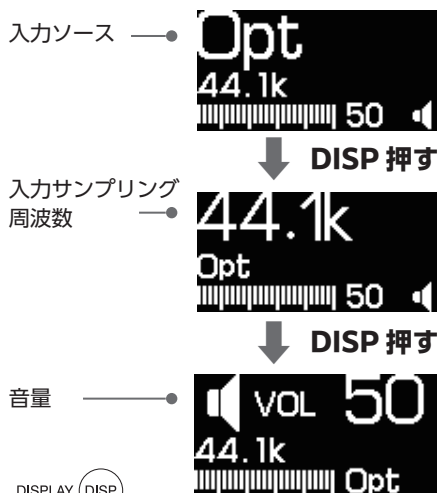 入力ソース
Opt
44.1k
50
DISP 押す
入力サンプリング
周波数
44.1k
Opt
50
DISP 押す
音量
VOL 50
44.1k
Opt
DISPLAY DISP